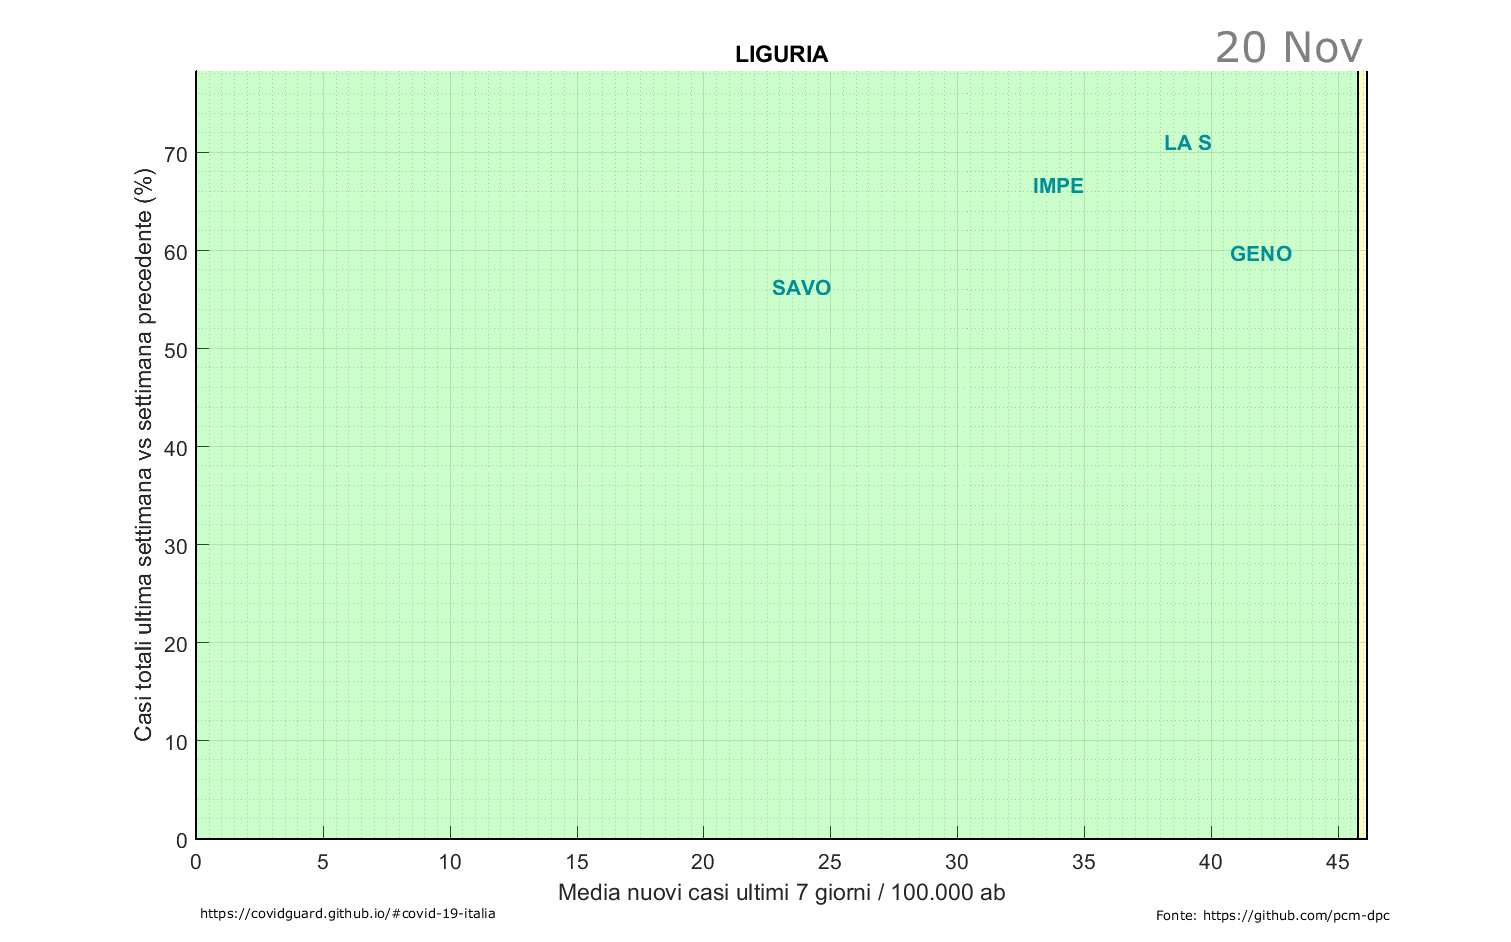 LIGURIA
20 Nov
LA S
IMPE
GENO
SAVO
Casi totali ultima settimana vs settimana precedente (%)
70
60
50
40
30
20
10
0
0 5 10 15 20 25 30 35 40 45
Media nuovi casi ultimi 7 giorni / 100.000 ab
https://covidguard.github.io/#covid-19-italia
Fonte: https://github.com/pcm-dpc